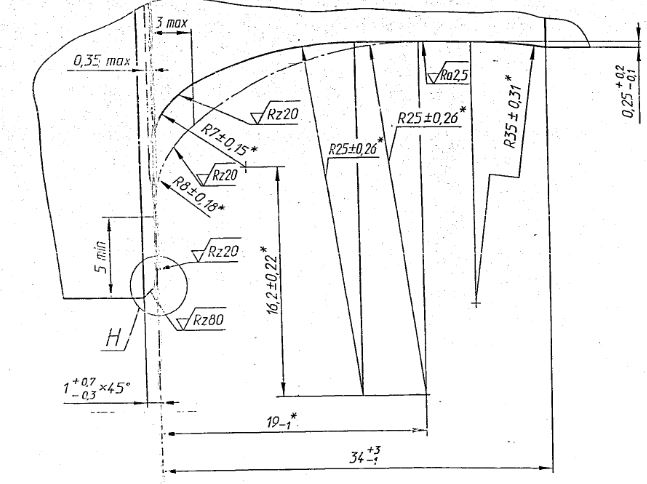 3 max
0,35 max
Ra2,5
0,25 +0,2 -0,1
Rz20
R7±0,15*
R25±0,26*
R25±0,26*
R35±0,31*
Rz20
R8±0,18*
5 min
Rz20
16,2±0,22*
Rz80
H
1 +0,7 -0,3 ×45°
19-1*
34 +3 -1